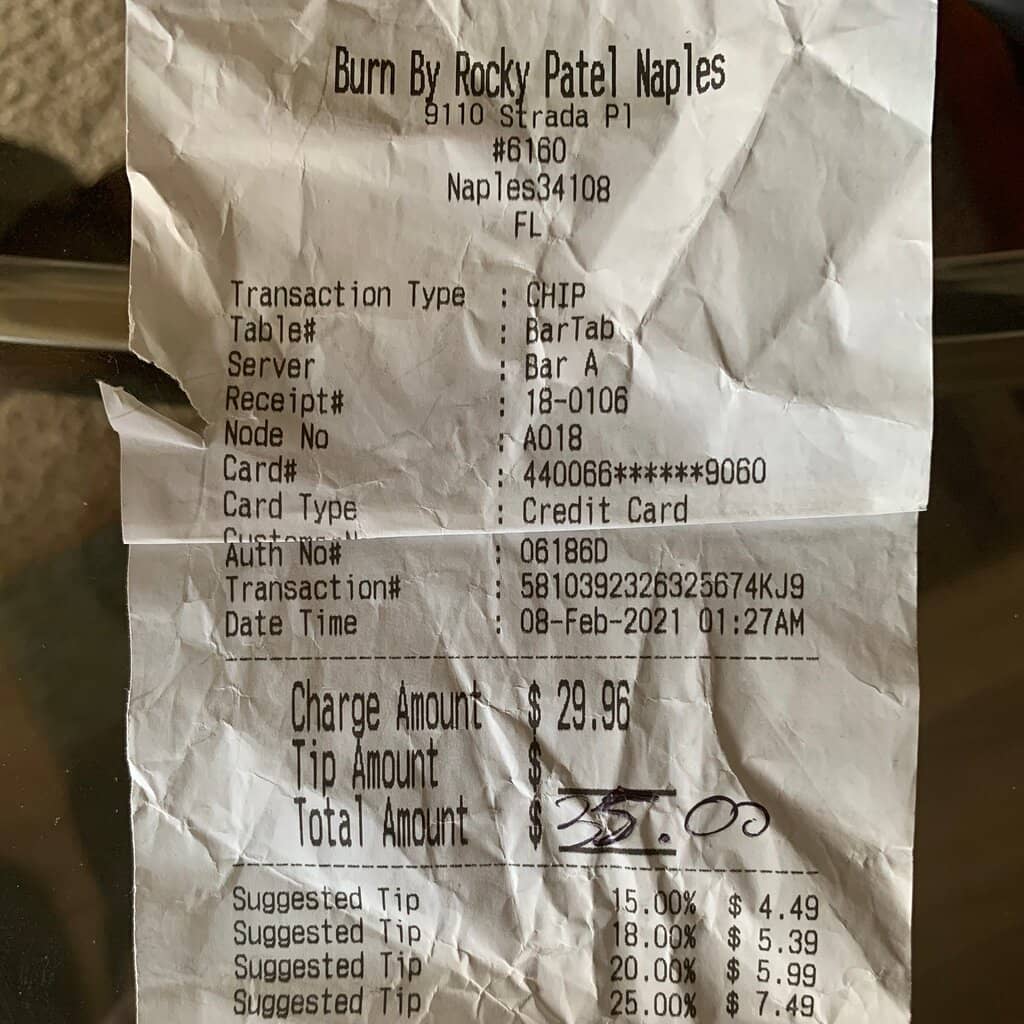 Burn By Rocky Patel Naples
9110 Strada Pl
#6160
Naples34108
FL
Transaction Type : CHIP
Table# : BarTab
Server : Bar A
Receipt# : 18-0106
Node No : A018
Card# : 440066******9060
Card Type : Credit Card
Auth No# : 06186D
Transaction# : 5810392326325674KJ9
Date Time : 08-Feb-2021 01:27AM
Charge Amount $ 29.96
Tip Amount $
Total Amount $ 35.00
Suggested Tip 15.00% $ 4.49
Suggested Tip 18.00% $ 5.39
Suggested Tip 20.00% $ 5.99
Suggested Tip 25.00% $ 7.49